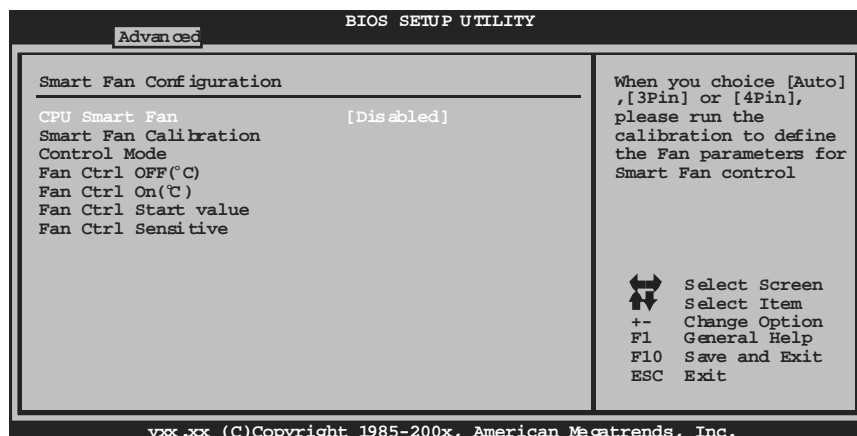 BIOS SETUP UTILITY
Advanced
Smart Fan Configuration
CPU Smart Fan [Disabled]
Smart Fan Calibration
Control Mode
Fan Ctrl OFF(°C)
Fan Ctrl On(°C)
Fan Ctrl Start value
Fan Ctrl Sensitive
When you choice [Auto]
,[3Pin] or [4Pin],
please run the
calibration to define
the Fan parameters for
Smart Fan control
Select Screen
Select Item
+- Change Option
F1 General Help
F10 Save and Exit
ESC Exit
vxx.xx (C)Copyright 1985-200x, American Megatrends, Inc.